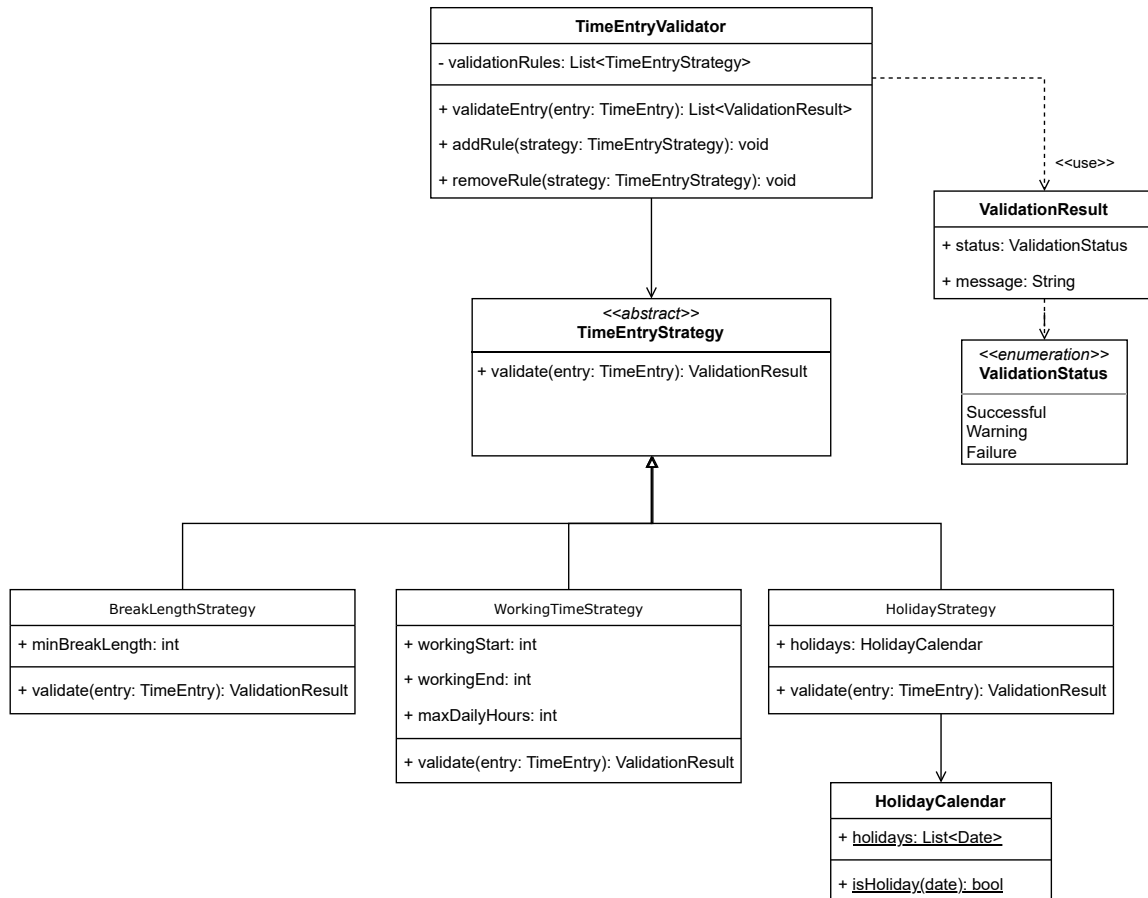 TimeEntryValidator
- validationRules: List<TimeEntryStrategy>
+ validateEntry(entry: TimeEntry): List<ValidationResult>
+ addRule(strategy: TimeEntryStrategy): void
+ removeRule(strategy: TimeEntryStrategy): void
<<use>>
ValidationResult
+ status: ValidationStatus
+ message: String
<<abstract>>
TimeEntryStrategy
+ validate(entry: TimeEntry): ValidationResult
<<enumeration>>
ValidationStatus
Successful
Warning
Failure
BreakLengthStrategy
+ minBreakLength: int
+ validate(entry: TimeEntry): ValidationResult
WorkingTimeStrategy
+ workingStart: int
+ workingEnd: int
+ maxDailyHours: int
+ validate(entry: TimeEntry): ValidationResult
HolidayStrategy
+ holidays: HolidayCalendar
+ validate(entry: TimeEntry): ValidationResult
HolidayCalendar
+ holidays: List<Date>
+ isHoliday(date): bool